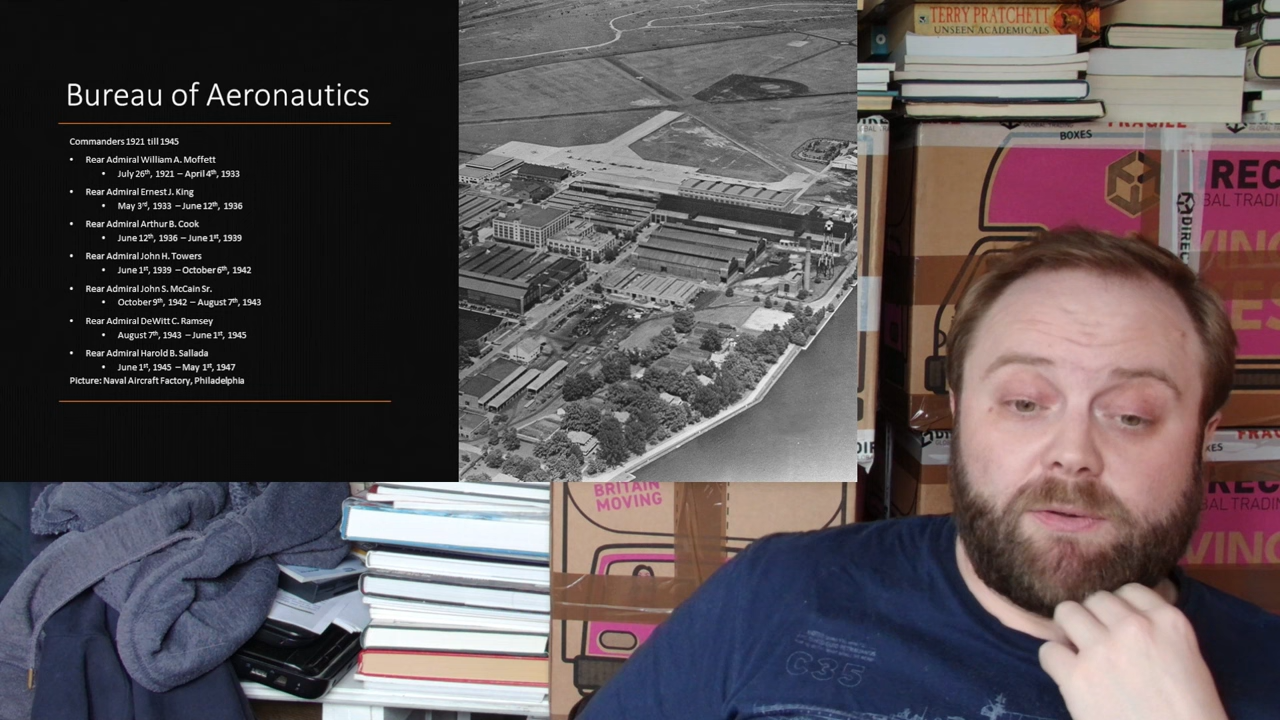 Bureau of Aeronautics
Commanders 1921 till 1945
• Rear Admiral William A. Moffett
• July 26th, 1921 – April 4th, 1933
• Rear Admiral Ernest J. King
• May 3rd, 1933 – June 12th, 1936
• Rear Admiral Arthur B. Cook
• June 12th, 1936 – June 1st, 1939
• Rear Admiral John H. Towers
• June 1st, 1939 – October 6th, 1942
• Rear Admiral John S. McCain Sr.
• October 9th, 1942 – August 7th, 1943
• Rear Admiral DeWitt C. Ramsey
• August 7th, 1943 – June 1st, 1945
• Rear Admiral Harold B. Sallada
• June 1st, 1945 – May 1st, 1947
Picture: Naval Aircraft Factory, Philadelphia
TERRY PRATCHETT
UNSEEN ACADEMICALS
FRAGILE
BOXES
BRITAIN
MOVING
C35